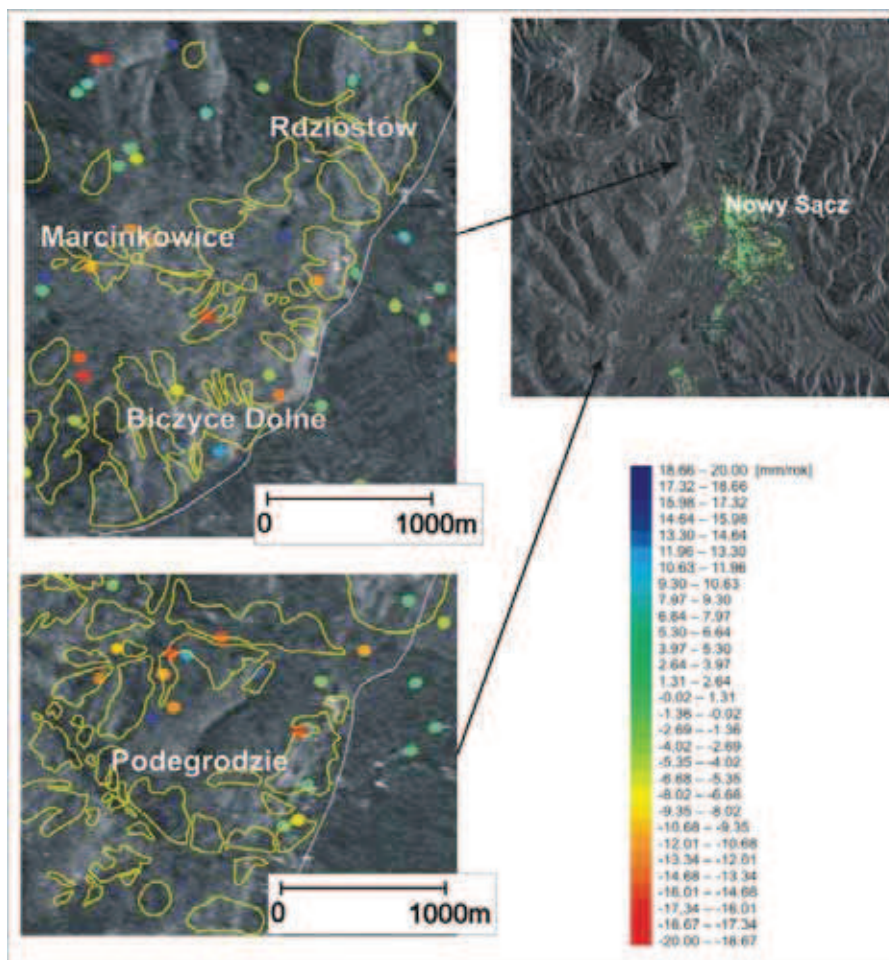 Rdziostów
Marcinkowice
Biczyce Dolne
0 1000m
Nowy Sącz
Podegrodzie
0 1000m
18.66 – 20.00 [mm/rok]
17.32 – 18.66
15.98 – 17.32
14.64 – 15.98
13.30 – 14.64
11.96 – 13.30
10.63 – 11.96
9.30 – 10.63
7.97 – 9.30
6.64 – 7.97
5.30 – 6.64
3.97 – 5.30
2.64 – 3.97
1.31 – 2.64
-0.02 – 1.31
-1.36 – -0.02
-2.69 – -1.36
-4.02 – -2.69
-5.35 – -4.02
-6.68 – -5.35
-8.02 – -6.68
-9.35 – -8.02
-10.68 – -9.35
-12.01 – -10.68
-13.34 – -12.01
-14.68 – -13.34
-16.01 – -14.68
-17.34 – -16.01
-18.67 – -17.34
-20.00 – -18.67